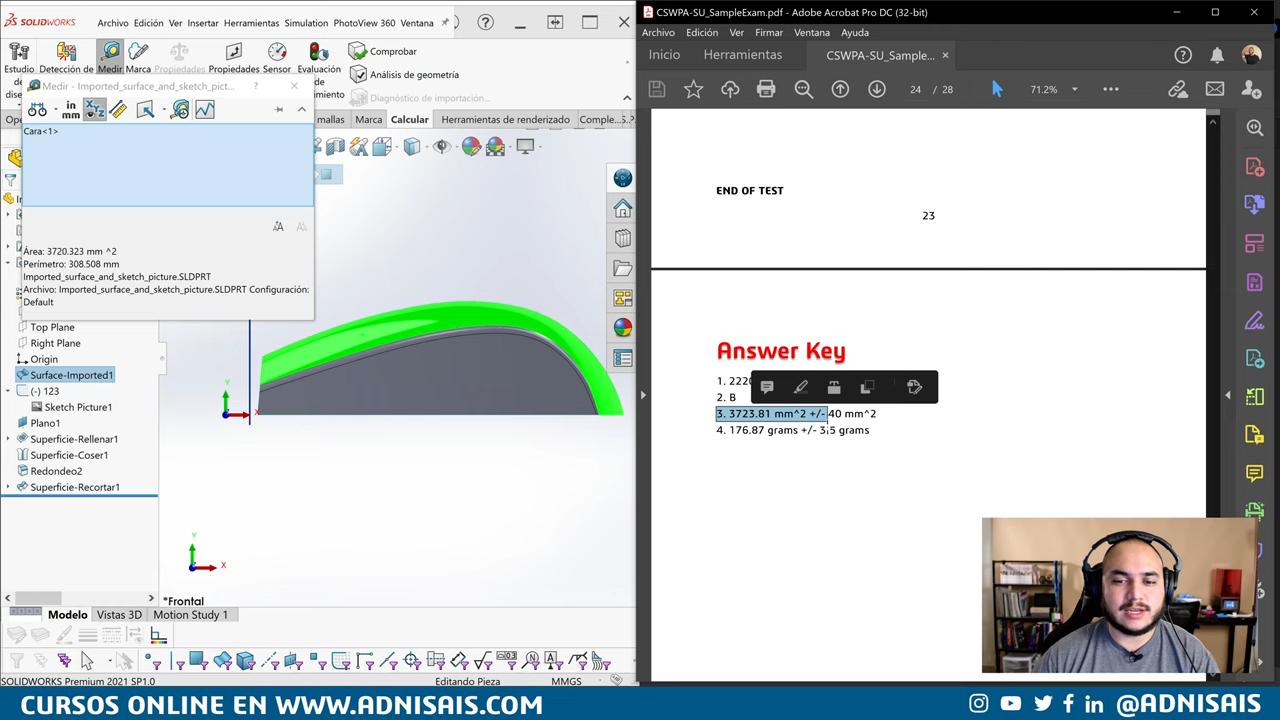 SOLIDWORKS
Archivo
Edición
Ver
Insertar
Herramientas
PhotoView 360
Ventana
Estudio
de
Detección de
Medir
Marca
Propiedades
Propiedades
Sensor
Comprobar
Análisis de geometría
Diagnóstico de importación...
mallas
Marca
Calcular
Herramientas de renderizado
Comple...
Medir - Imported_surface_and_sketch_pict...
in
mm
Cara<1>
Área: 3720.323 mm ^2
Perímetro: 308.508 mm
Imported_surface_and_sketch_picture.SLDPRT
Archivo: Imported_surface_and_sketch_picture.SLDPRT Configuración:
Default
Top Plane
Right Plane
Origin
Surface-Imported1
(-) 123
Sketch Picture1
Plano1
Superficie-Rellenar1
Superficie-Coser1
Redondeo2
Superficie-Recortar1
Y
X
Y
X
*Frontal
Modelo
Vistas 3D
Motion Study 1
SOLIDWORKS Premium 2021 SP1.0
Editando Pieza
MMGS
CSWPA-SU_SampleExam.pdf - Adobe Acrobat Pro DC (32-bit)
Archivo
Edición
Ver
Firmar
Ventana
Ayuda
Inicio
Herramientas
CSWPA-SU_Sample...
24 / 28
71.2%
END OF TEST
23
Answer Key
1. 2220
2. B
3. 3723.81 mm^2 +/- 40 mm^2
4. 176.87 grams +/- 3.5 grams
CURSOS ONLINE EN WWW.ADNISAIS.COM
@ADNISAIS